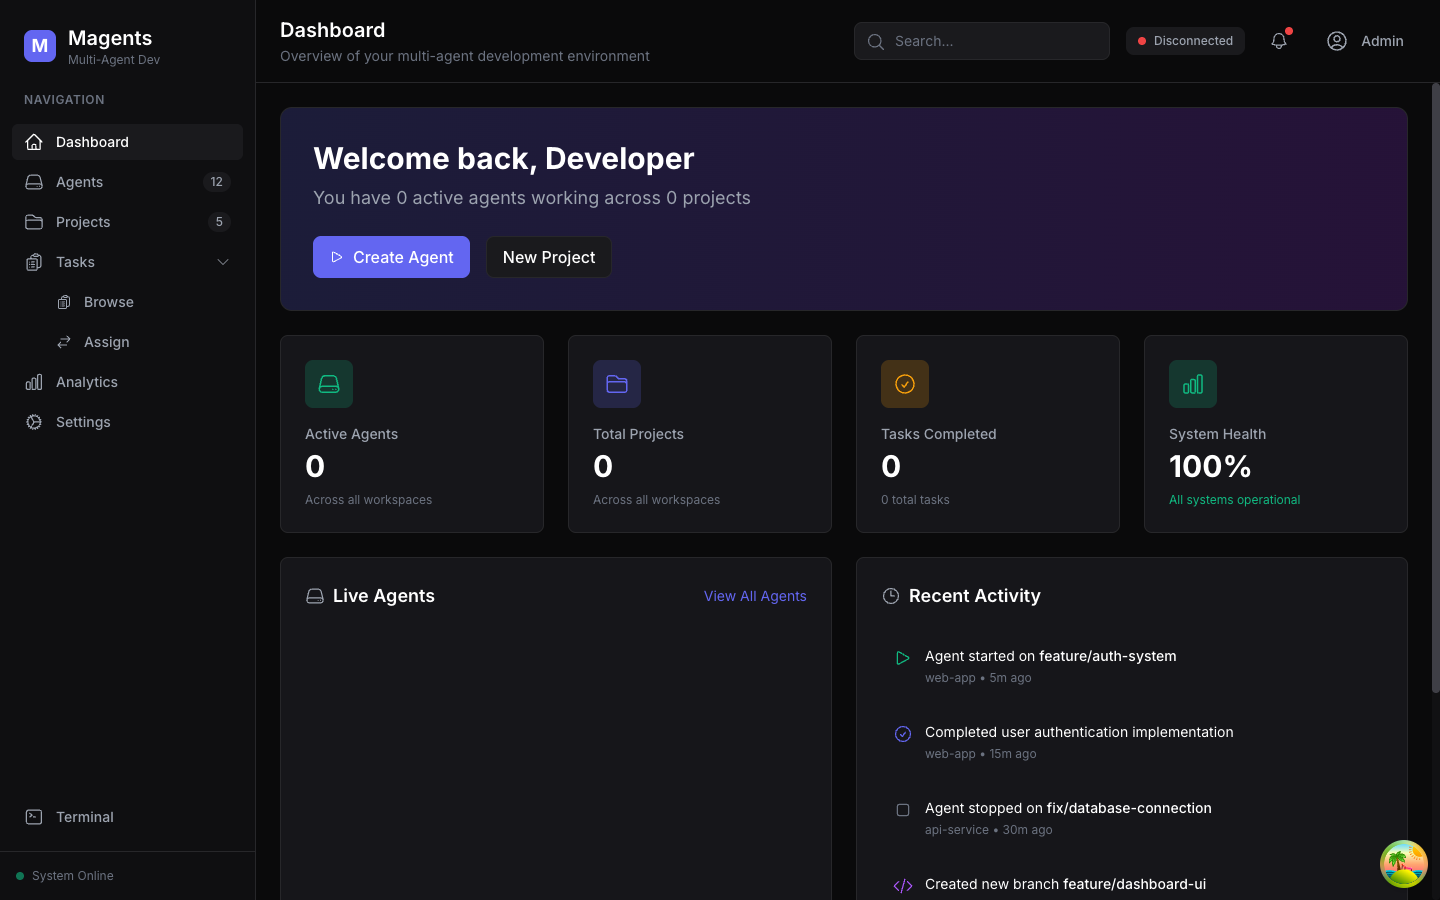 M
Magents
Multi-Agent Dev
NAVIGATION
Dashboard
Agents 12
Projects 5
Tasks
Browse
Assign
Analytics
Settings
Terminal
System Online
Dashboard
Overview of your multi-agent development environment
Search...
Disconnected
Admin
Welcome back, Developer
You have 0 active agents working across 0 projects
Create Agent
New Project
Active Agents
0
Across all workspaces
Total Projects
0
Across all workspaces
Tasks Completed
0
0 total tasks
System Health
100%
All systems operational
Live Agents
View All Agents
Recent Activity
Agent started on feature/auth-system
web-app • 5m ago
Completed user authentication implementation
web-app • 15m ago
Agent stopped on fix/database-connection
api-service • 30m ago
Created new branch feature/dashboard-ui